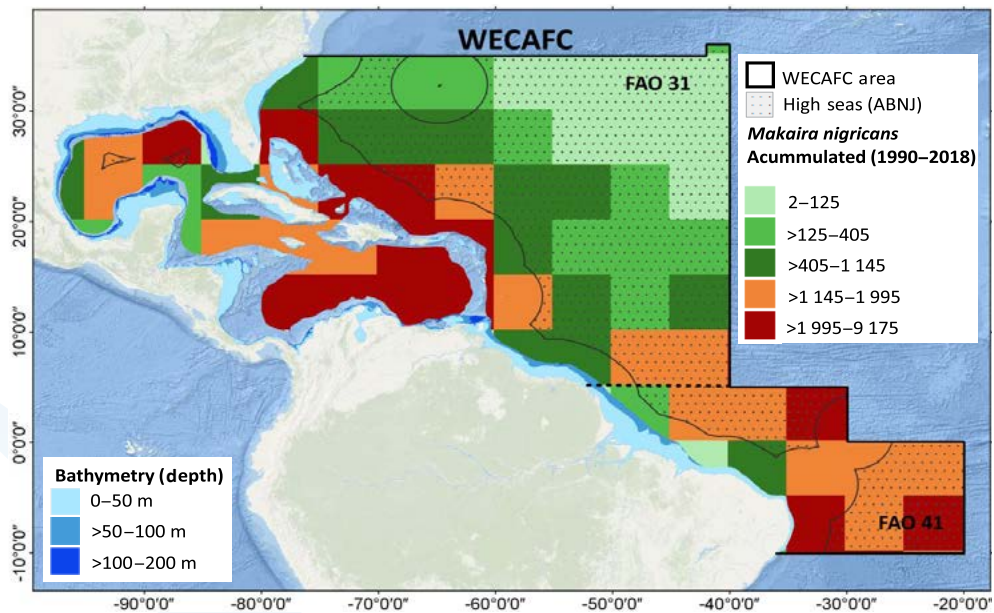 WECAFC
FAO 31
WECAFC area
High seas (ABNJ)
Makaira nigricans
Acummulated (1990–2018)
2–125
>125–405
>405–1 145
>1 145–1 995
>1 995–9 175
30°0'0"
20°0'0"
10°0'0"
0°0'0"
-10°0'0"
Bathymetry (depth)
0–50 m
>50–100 m
>100–200 m
FAO 41
-90°0'0" -80°0'0" -70°0'0" -60°0'0" -50°0'0" -40°0'0" -30°0'0" -20°0'0"